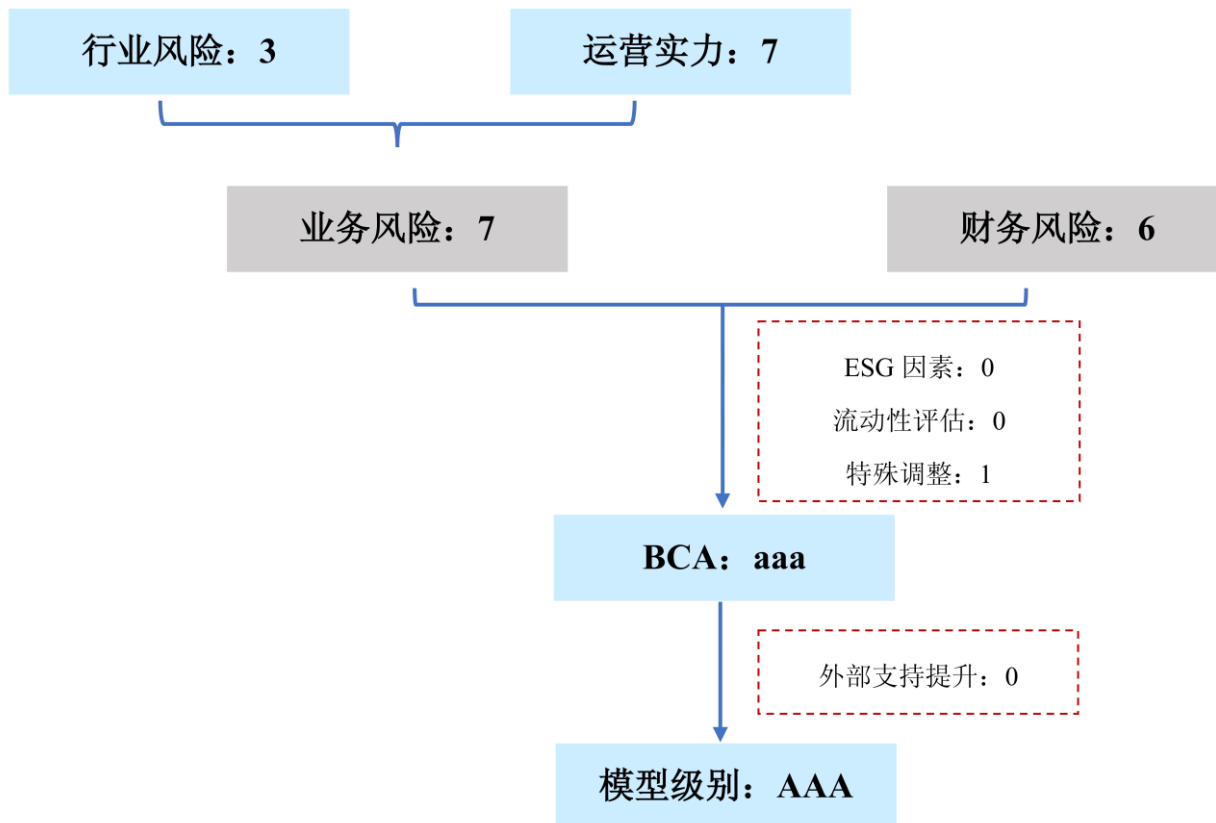 行业风险：3
运营实力：7
业务风险：7
财务风险：6
ESG 因素：0
流动性评估：0
特殊调整：1
BCA：aaa
外部支持提升：0
模型级别：AAA